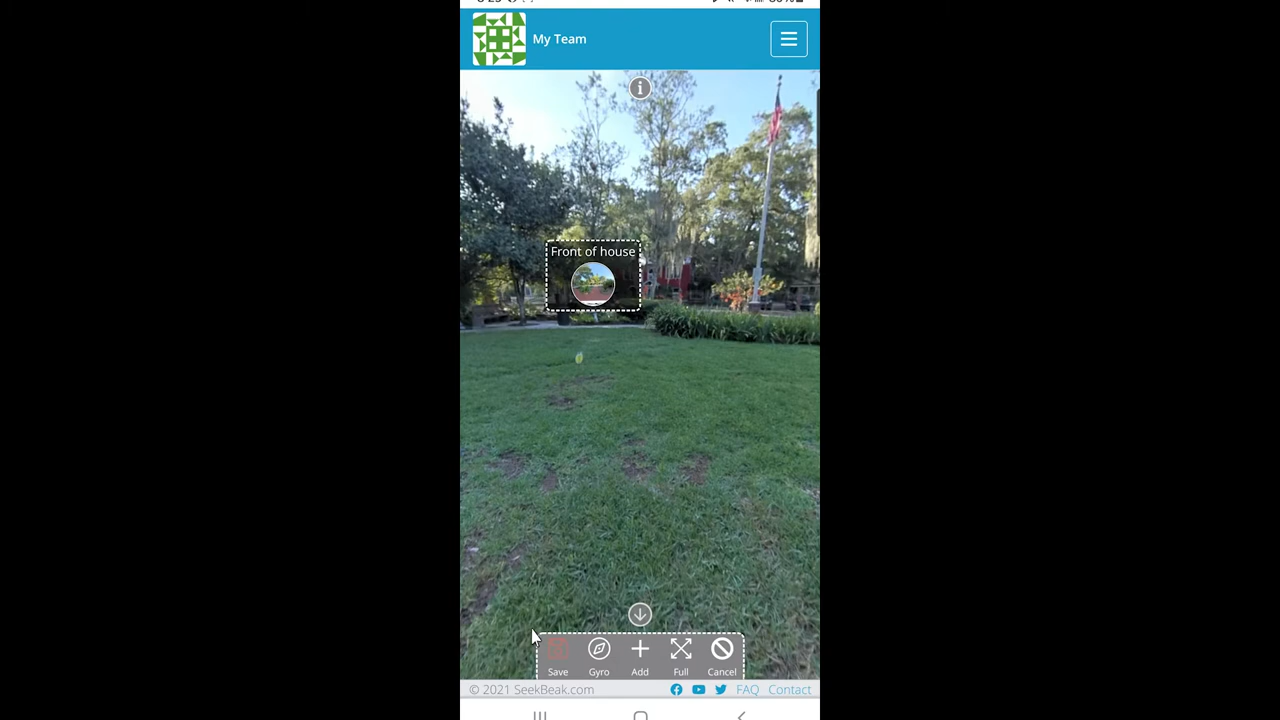 My Team
Front of house
Save
Gyro
Add
Full
Cancel
© 2021 SeekBeak.com
FAQ
Contact